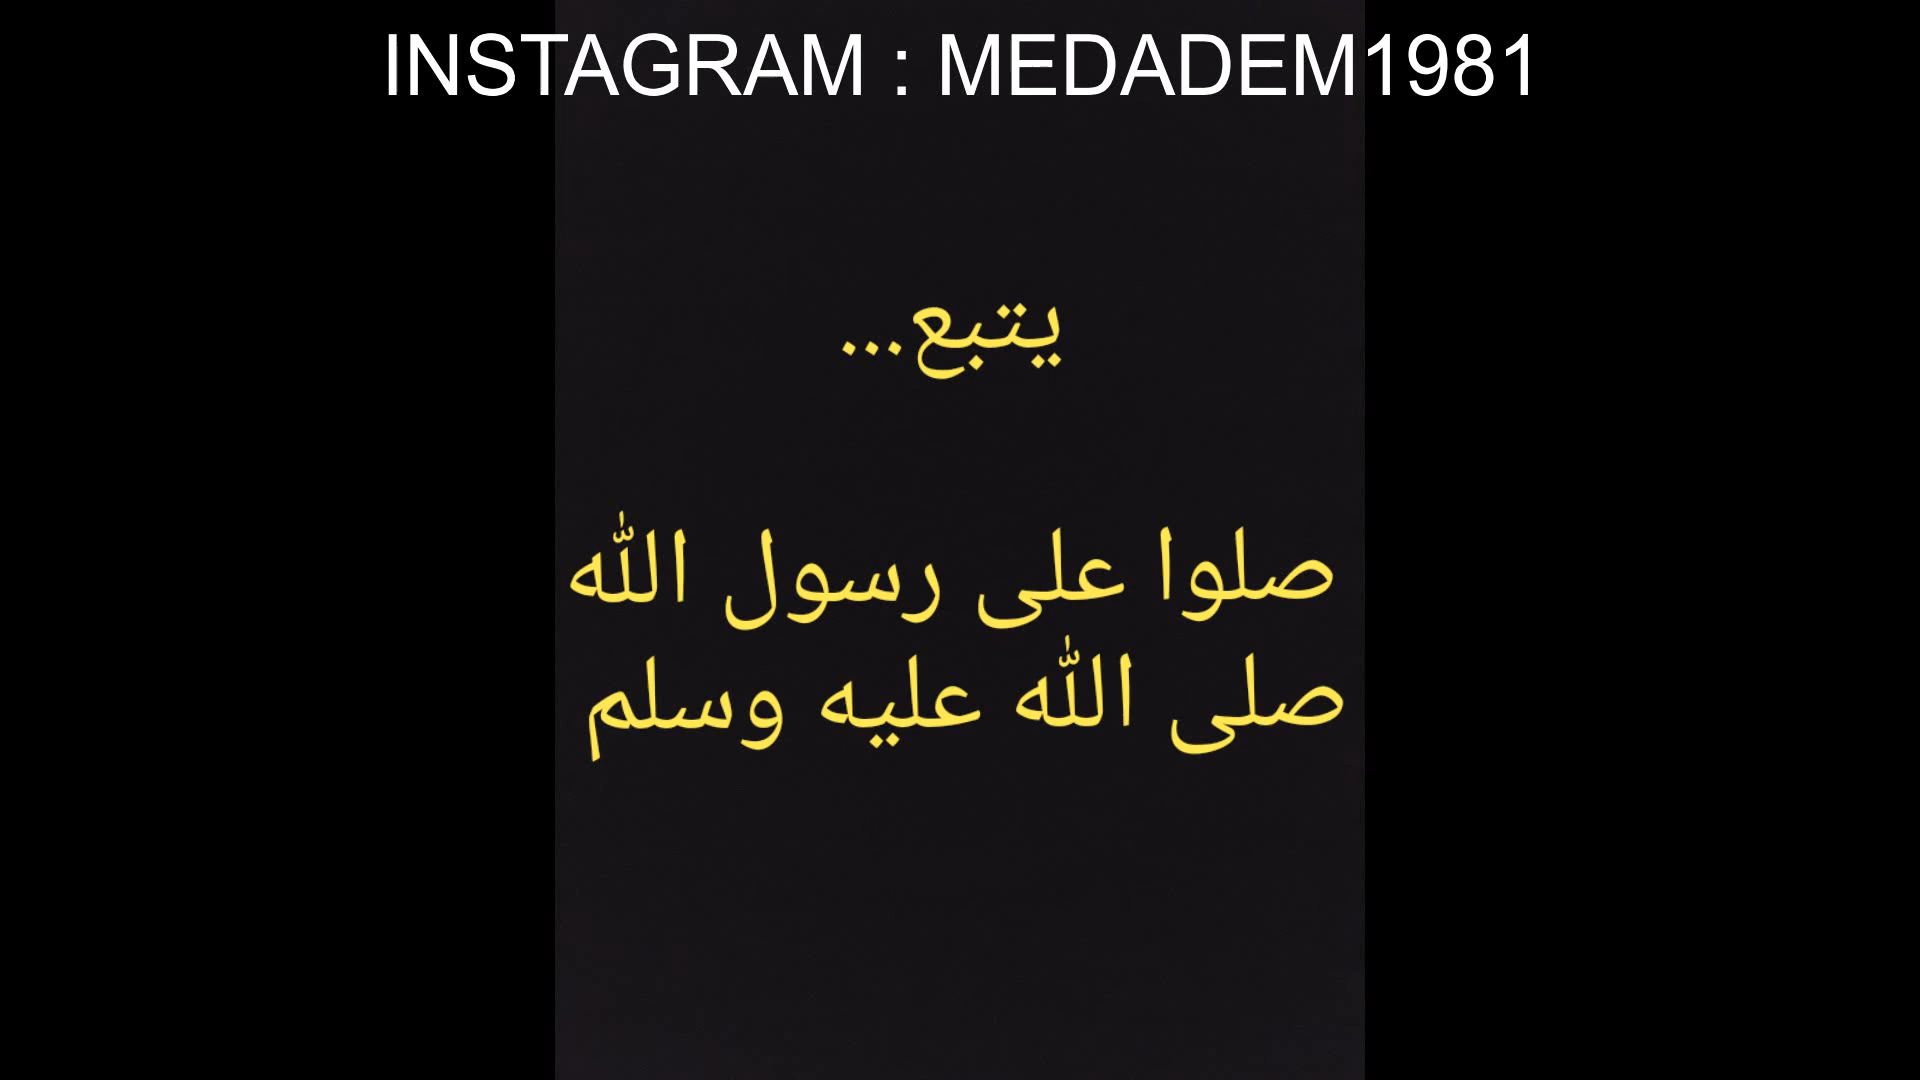 INSTAGRAM : MEDADEM1981
يتبع...
صلوا على رسول الله
صلى الله عليه وسلم